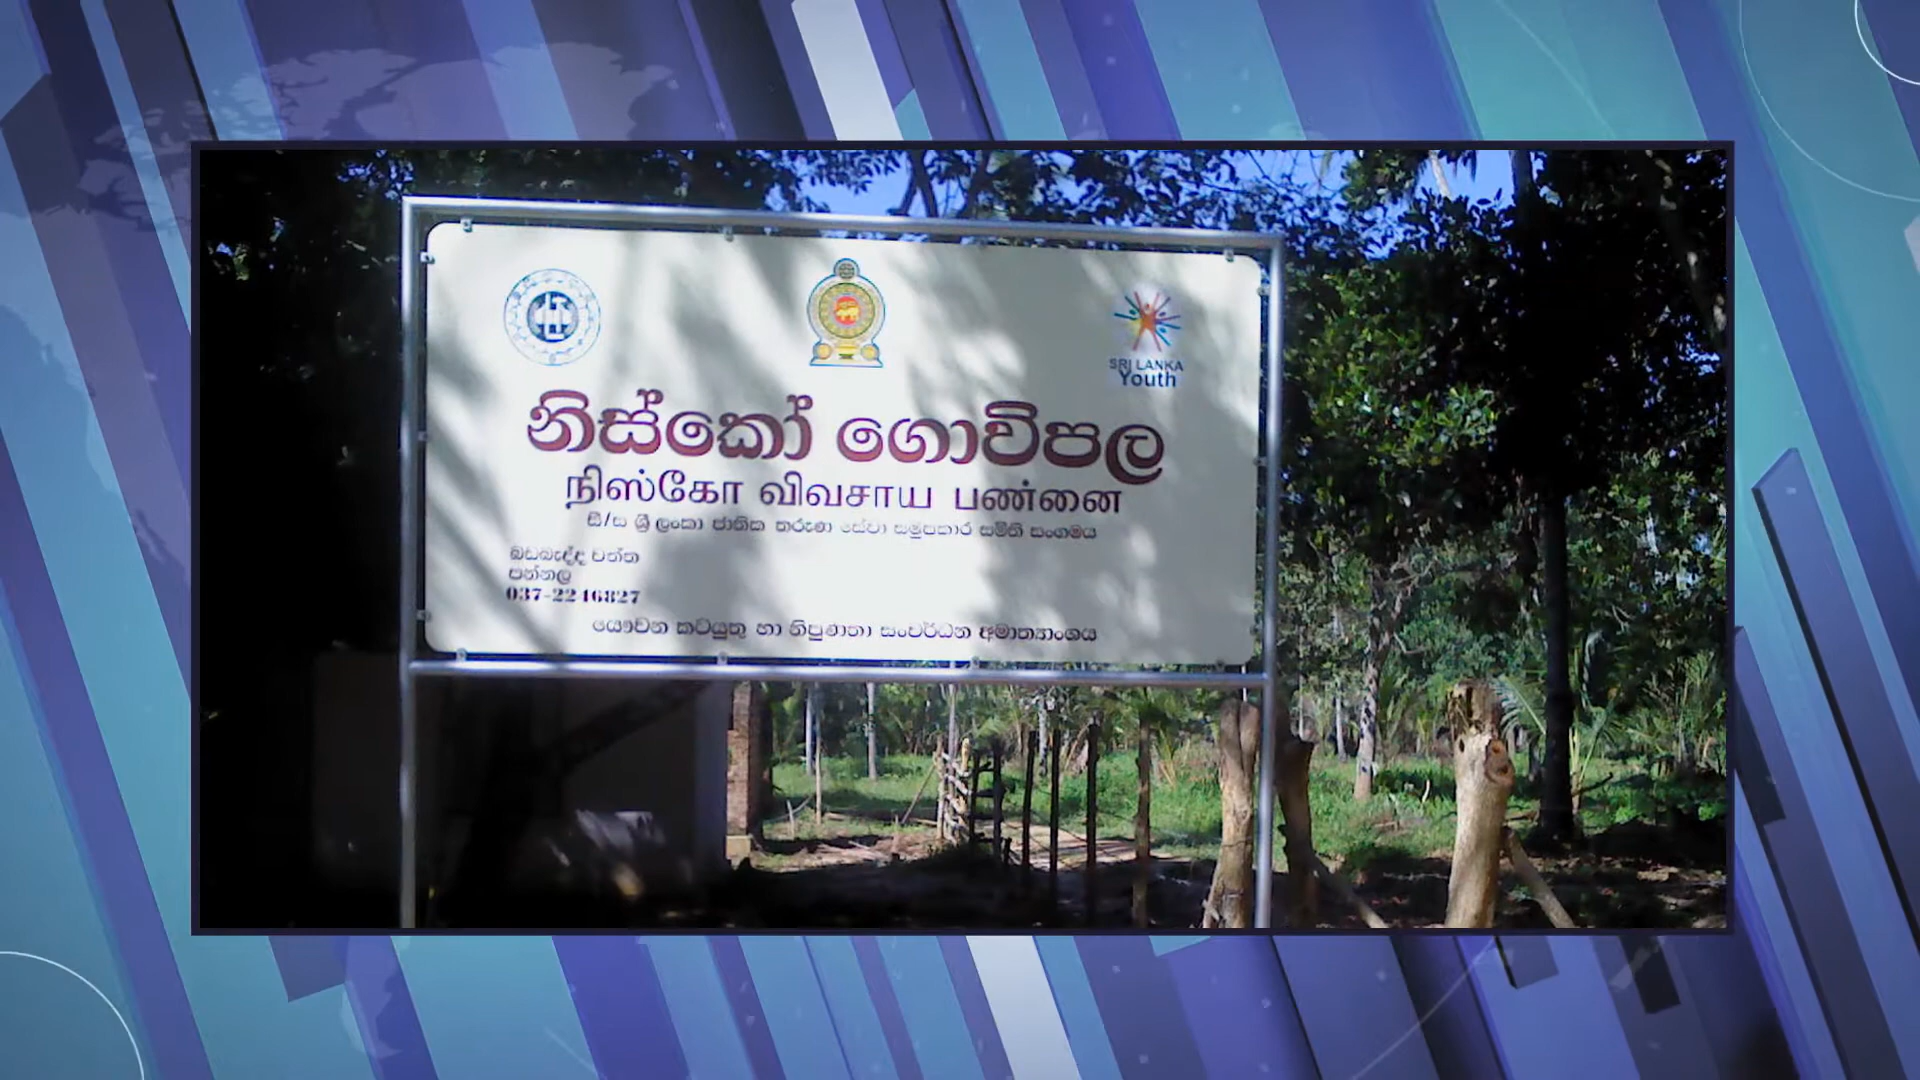 SRI LANKA
Youth
නිස්කෝ ගොවිපල
நிஸ்கோ விவசாய பண்னை
සී/ස ශ්‍රී ලංකා ජාතික තරුණ සේවා සමුපකාර සමිති සංගමය
බඩබැද්ද වත්ත
පන්නල
037-2246827
යෞවන කටයුතු හා නිපුණතා සංවර්ධන අමාත්‍යාංශය